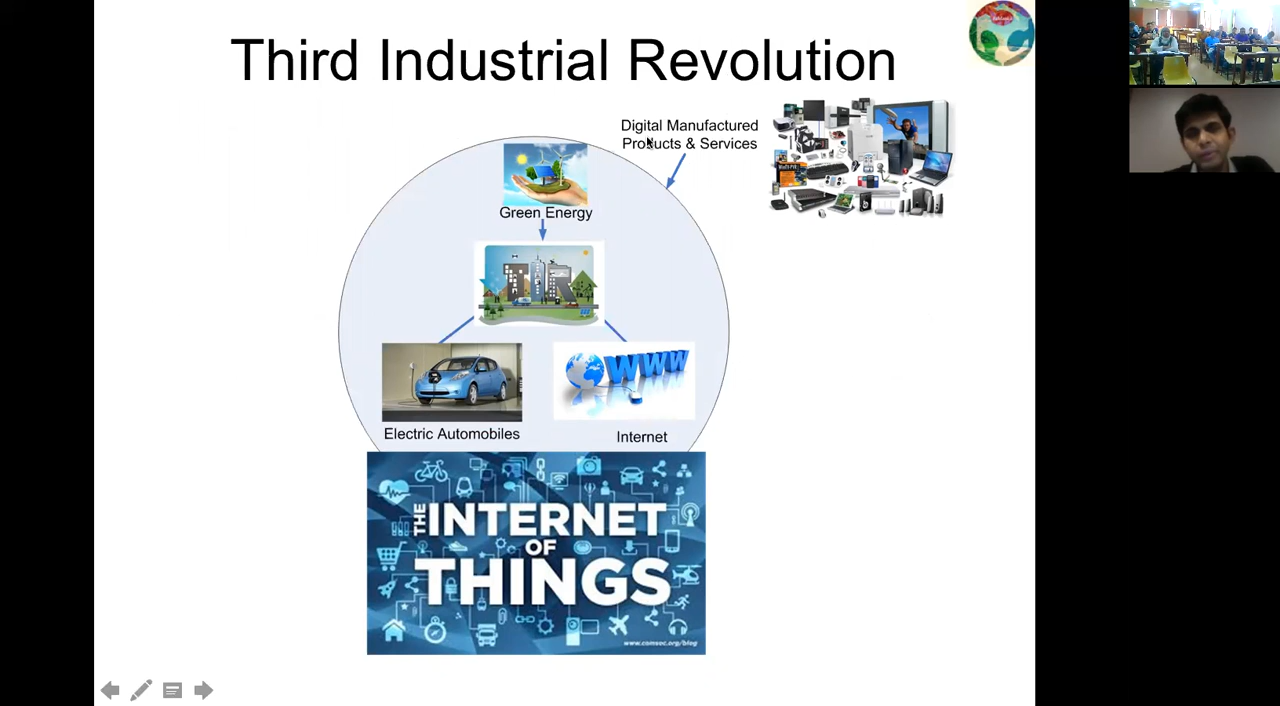 Third Industrial Revolution
Digital Manufactured
Products & Services
Green Energy
TIR
WWW
Electric Automobiles
Internet
THE INTERNET
OF
THINGS
www.comsoc.org/blog